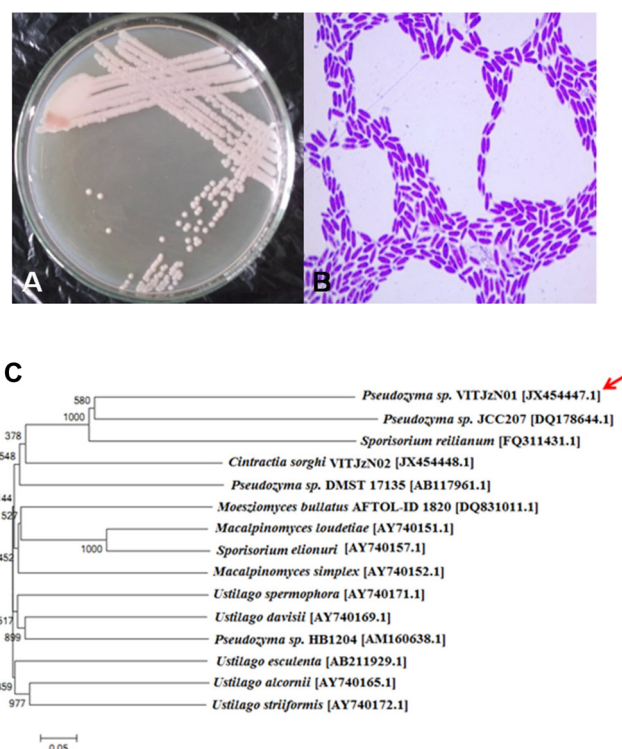 A
B
C
580
Pseudozyma sp. VITJzN01 [JX454447.1]
1000
Pseudozyma sp. JCC207 [DQ178644.1]
378
Sporisorium reilianum [FQ311431.1]
548
Cintractia sorghi VITJzN02 [JX454448.1]
Pseudozyma sp. DMST 17135 [AB117961.1]
44
Moesziomyces bullatus AFTOL-ID 1820 [DQ831011.1]
527
Macalpinomyces loudetiae [AY740151.1]
1000
Sporisorium elionuri [AY740157.1]
452
Macalpinomyces simplex [AY740152.1]
Ustilago spermophora [AY740171.1]
517
Ustilago davisii [AY740169.1]
899
Pseudozyma sp. HB1204 [AM160638.1]
Ustilago esculenta [AB211929.1]
459
Ustilago alcornii [AY740165.1]
977
Ustilago striiformis [AY740172.1]
0.05